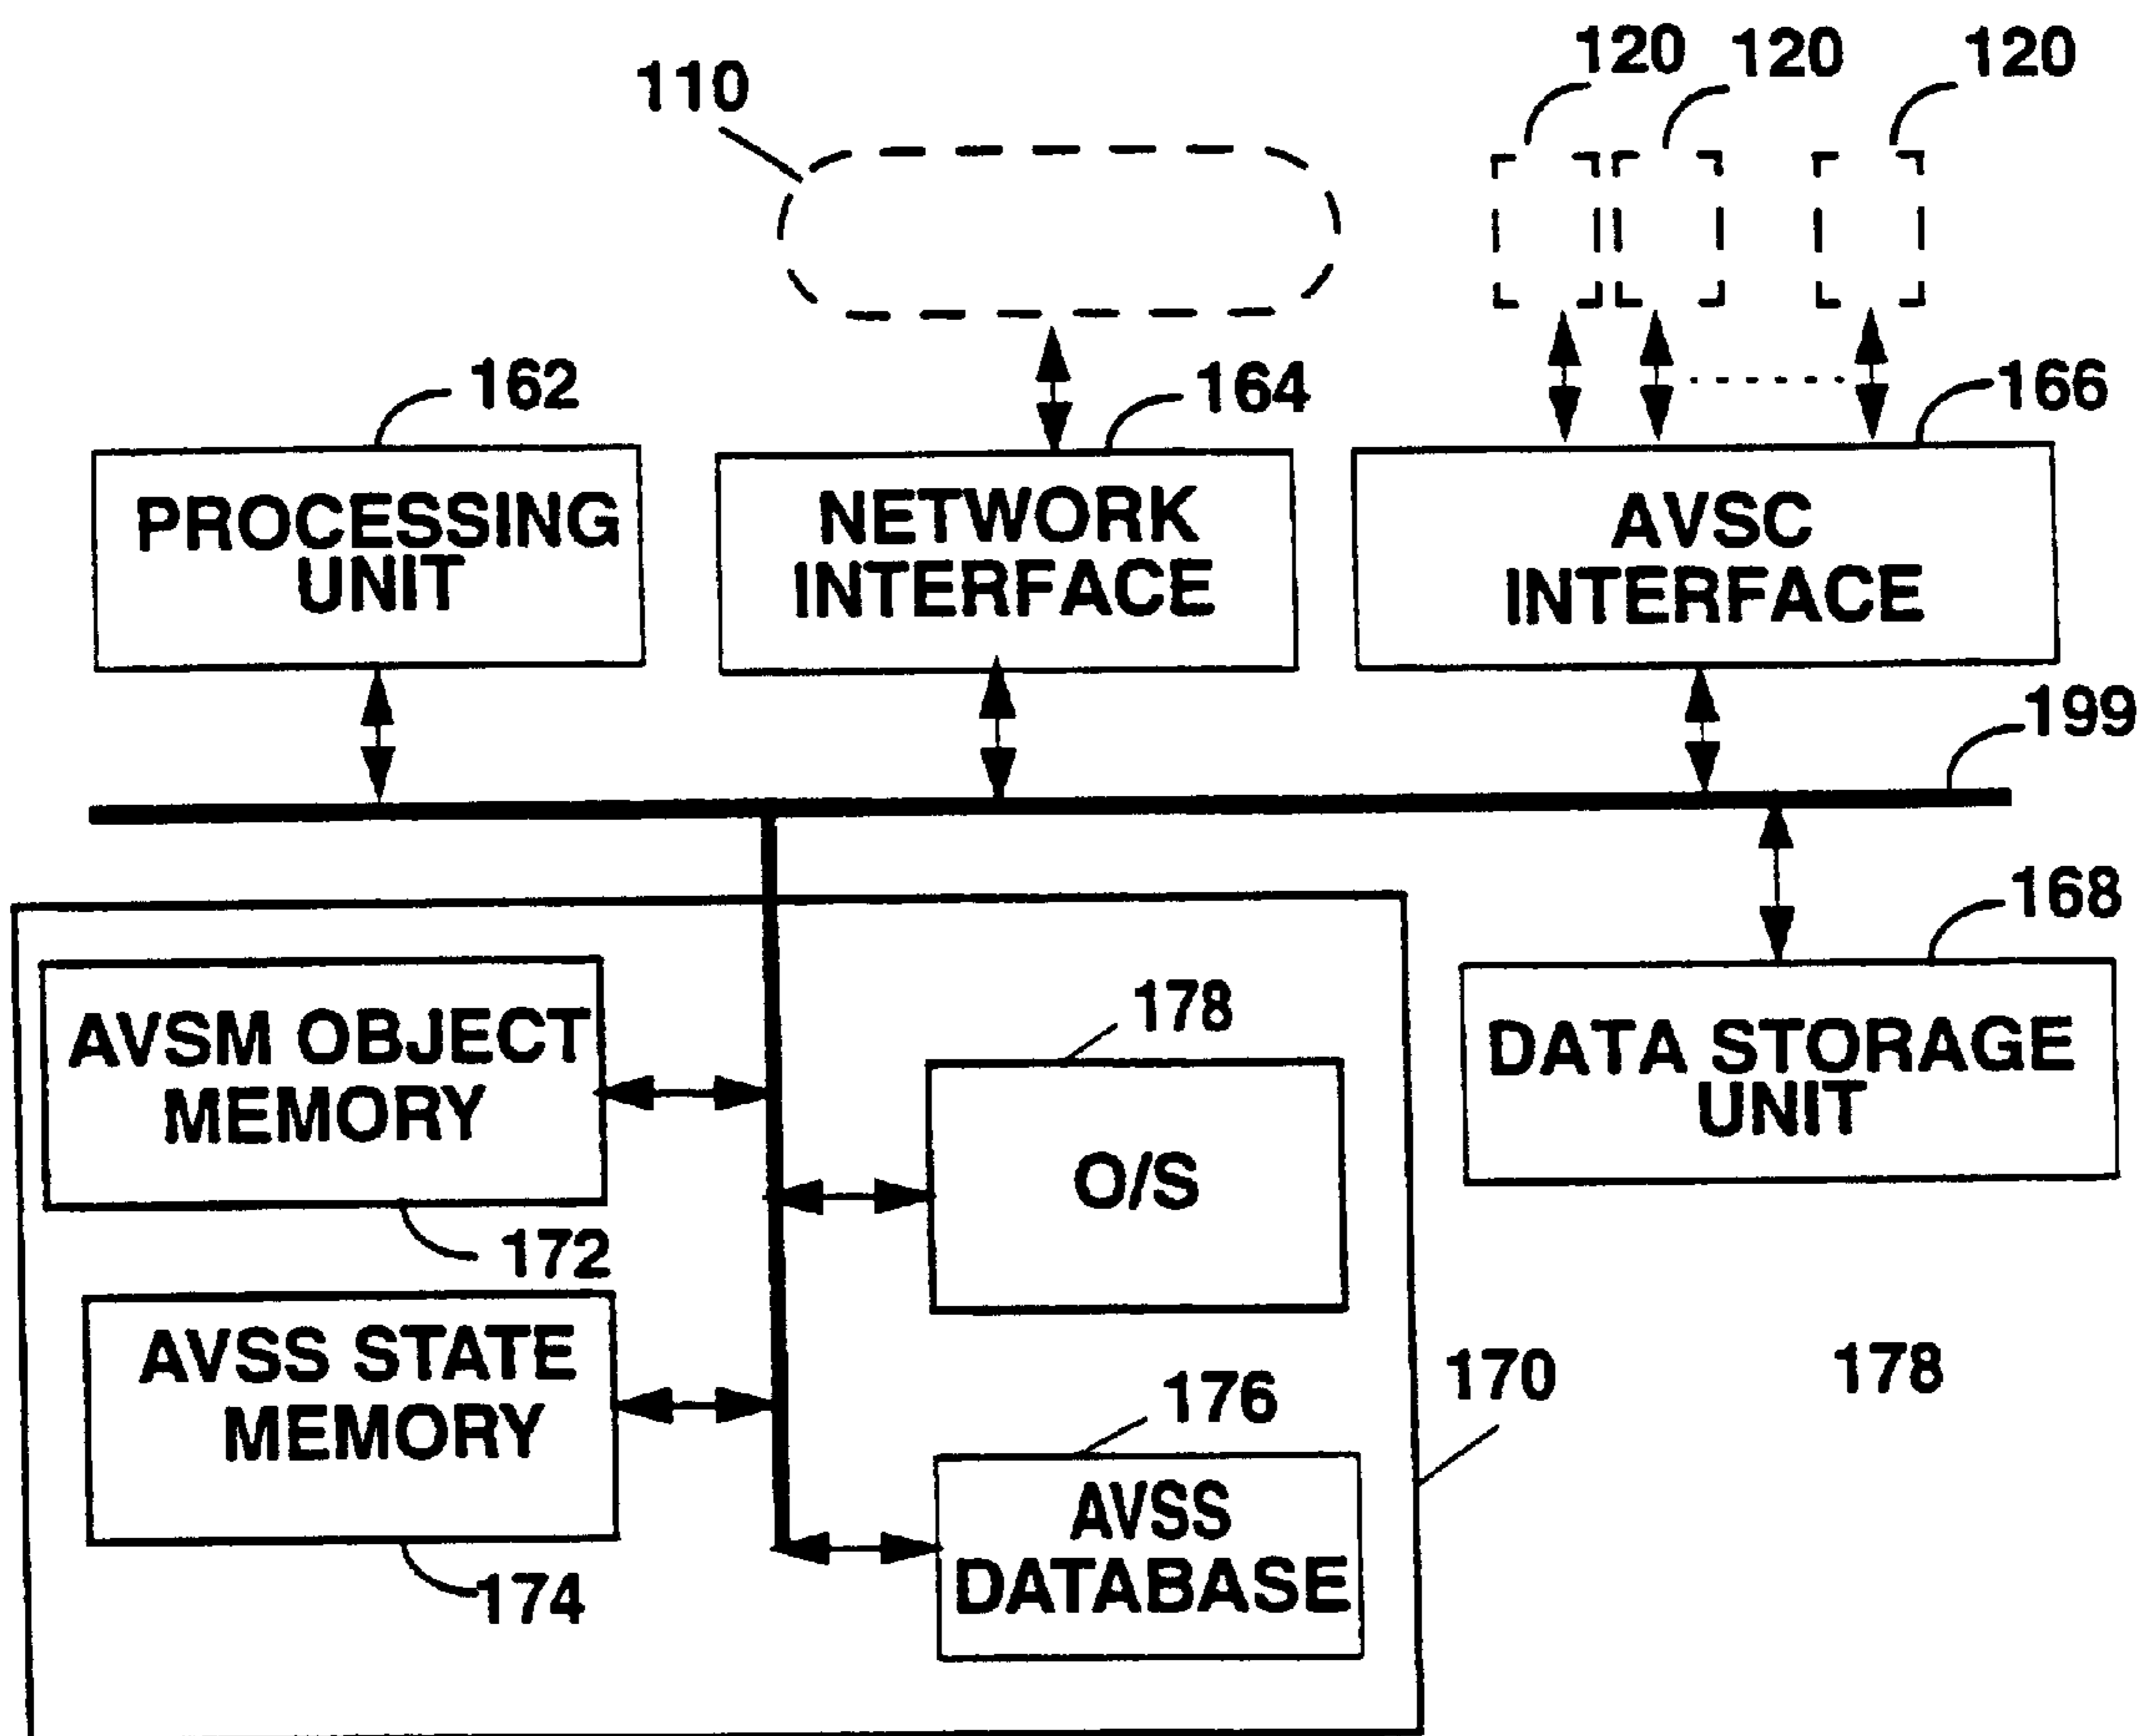 120 120 120
110
162
164
166
PROCESSING
UNIT
NETWORK
INTERFACE
AVSC
INTERFACE
199
168
AVSM OBJECT
MEMORY
172
178
O/S
DATA STORAGE
UNIT
AVSS STATE
MEMORY
174
176
AVSS
DATABASE
170
178